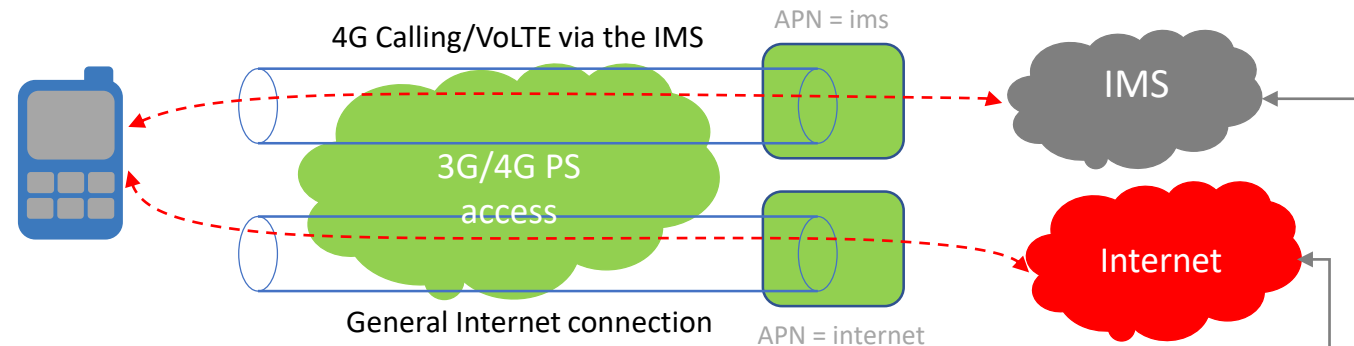 APN = ims
4G Calling/VoLTE via the IMS
IMS
3G/4G PS
access
Internet
General Internet connection
APN = internet